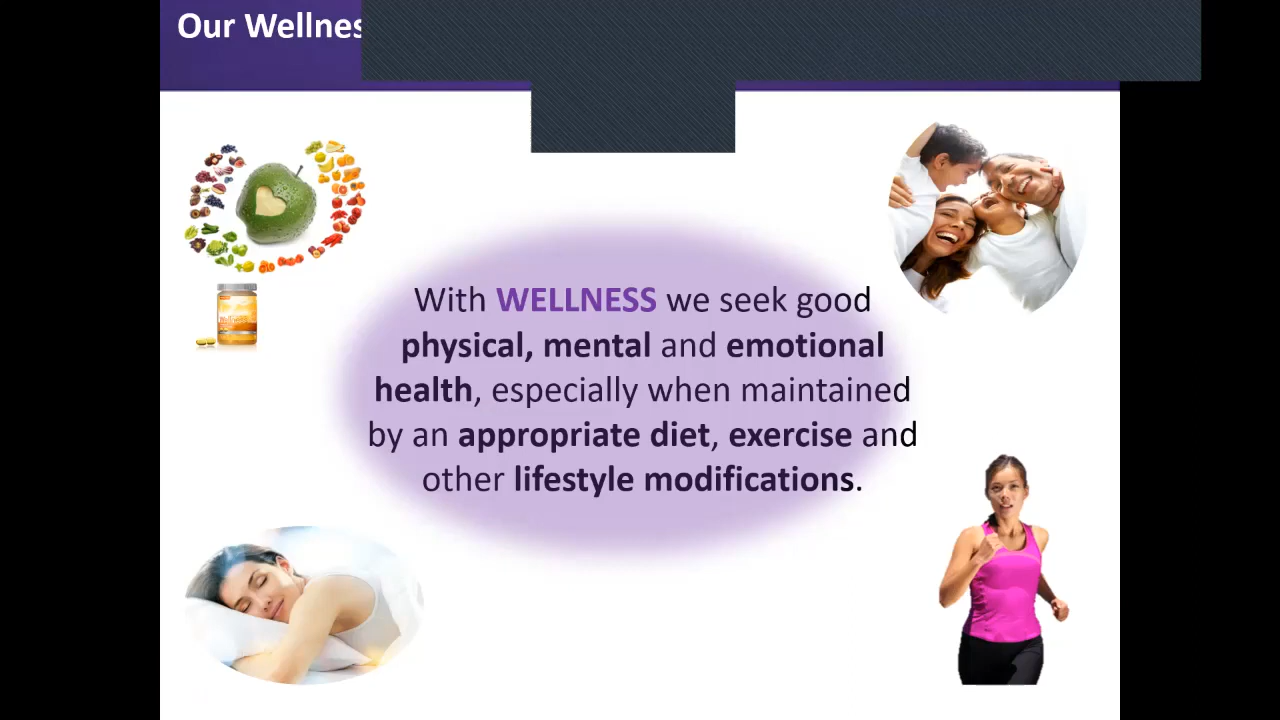 Our Wellnes
With WELLNESS we seek good
physical, mental and emotional
health, especially when maintained
by an appropriate diet, exercise and
other lifestyle modifications.